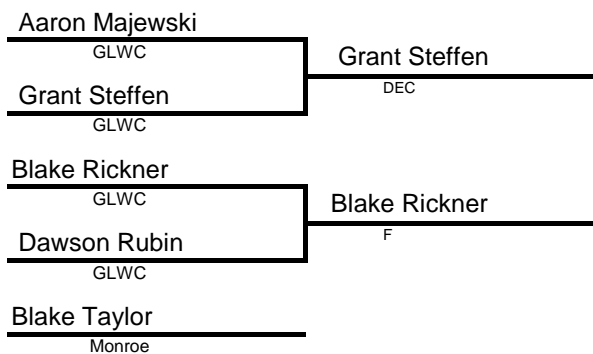 Aaron Majewski
GLWC
Grant Steffen
DEC
Grant Steffen
GLWC
Blake Rickner
GLWC
Blake Rickner
F
Dawson Rubin
GLWC
Blake Taylor
Monroe